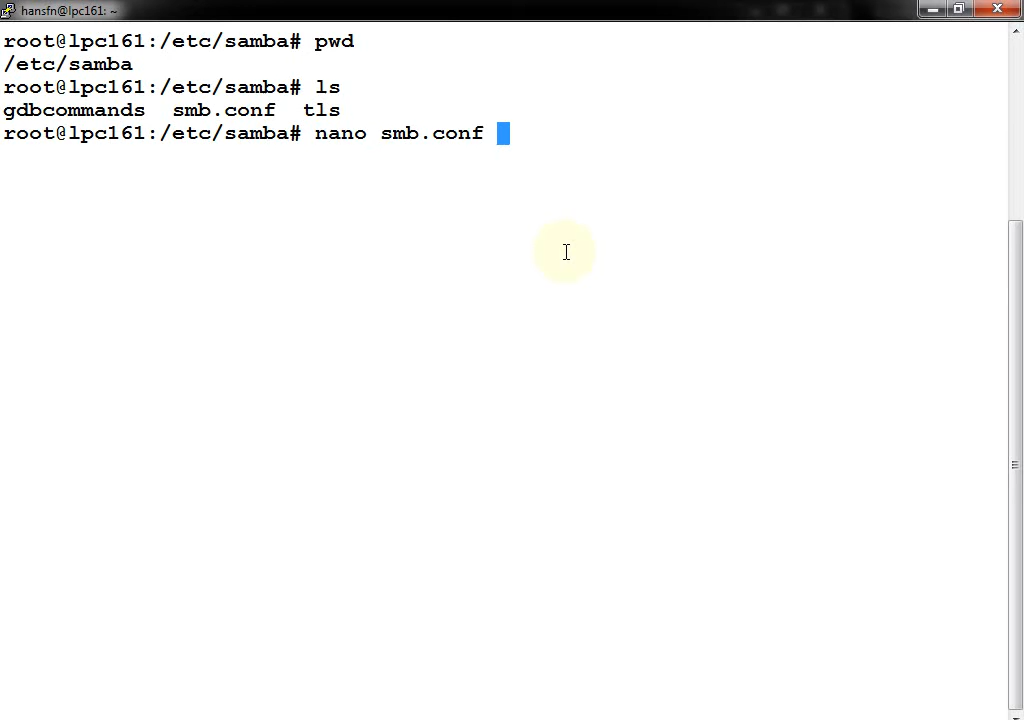 hansfn@lpc161: ~
root@lpc161:/etc/samba# pwd
/etc/samba
root@lpc161:/etc/samba# ls
gdbcommands  smb.conf  tls
root@lpc161:/etc/samba# nano smb.conf